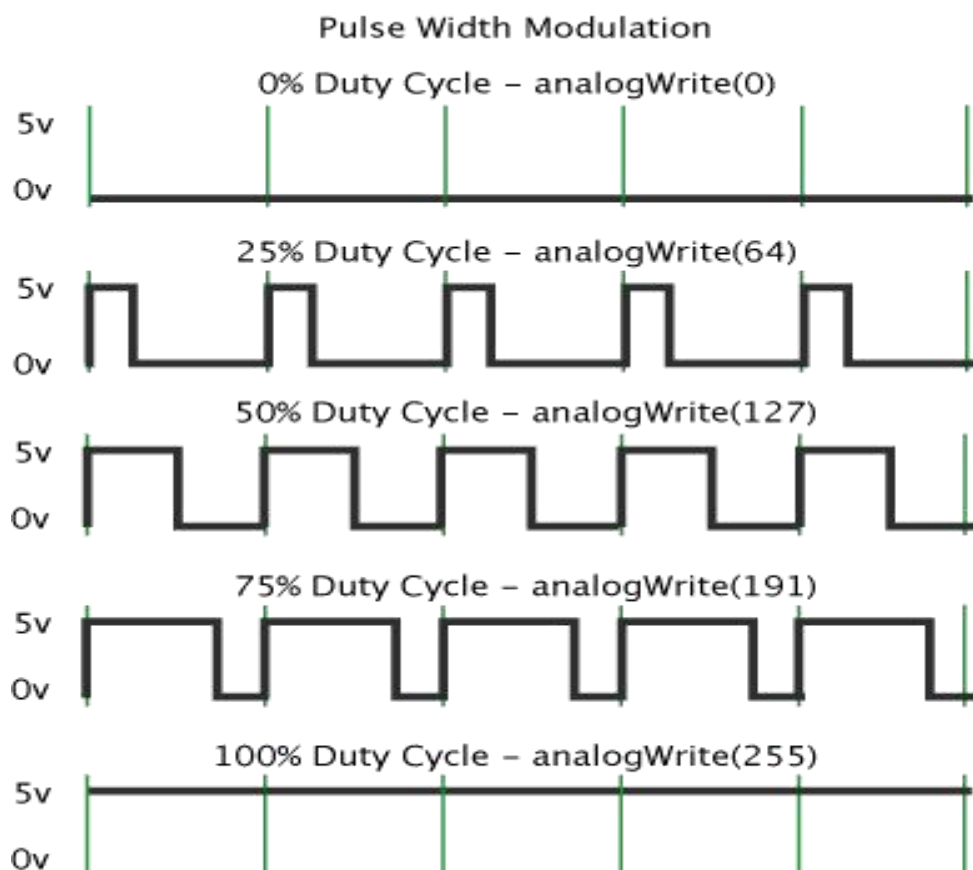 Pulse Width Modulation
0% Duty Cycle – analogWrite(0)
5v
0v
25% Duty Cycle – analogWrite(64)
5v
0v
50% Duty Cycle – analogWrite(127)
5v
0v
75% Duty Cycle – analogWrite(191)
5v
0v
100% Duty Cycle – analogWrite(255)
5v
0v